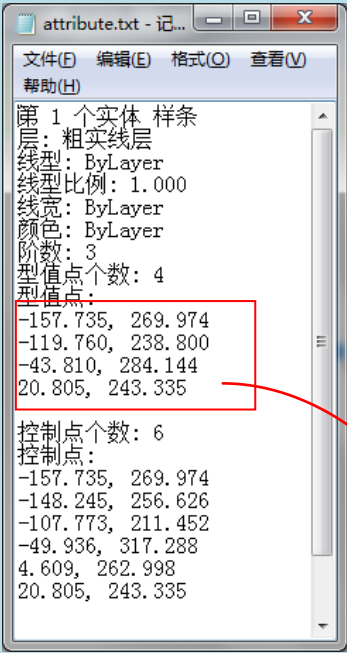 attribute.txt - 记...
文件(F) 编辑(E) 格式(O) 查看(V)
帮助(H)
第 1 个实体 样条
层: 粗实线层
线型: ByLayer
线型比例: 1.000
线宽: ByLayer
颜色: ByLayer
阶数: 3
型值点个数: 4
型值点:
-157.735, 269.974
-119.760, 238.800
-43.810, 284.144
20.805, 243.335
控制点个数: 6
控制点:
-157.735, 269.974
-148.245, 256.626
-107.773, 211.452
-49.936, 317.288
4.609, 262.998
20.805, 243.335